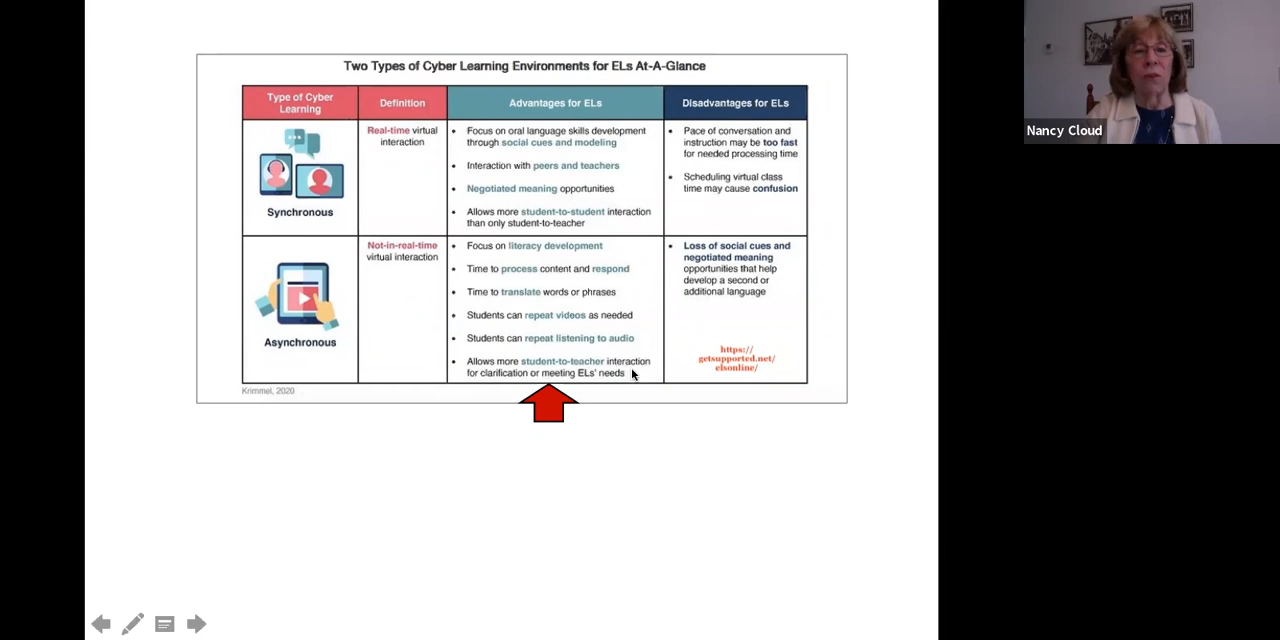 Two Types of Cyber Learning Environments for ELs At-A-Glance
Type of Cyber
Learning
Definition
Advantages for ELs
Disadvantages for ELs
Synchronous
Real-time virtual
interaction
• Focus on oral language skills development
through social cues and modeling
• Interaction with peers and teachers
• Negotiated meaning opportunities
• Allows more student-to-student interaction
than only student-to-teacher
• Pace of conversation and
instruction may be too fast
for needed processing time
• Scheduling virtual class
time may cause confusion
Asynchronous
Not-in-real-time
virtual interaction
• Focus on literacy development
• Time to process content and respond
• Time to translate words or phrases
• Students can repeat videos as needed
• Students can repeat listening to audio
• Allows more student-to-teacher interaction
for clarification or meeting ELs' needs
• Loss of social cues and
negotiated meaning
opportunities that help
develop a second or
additional language
https://
getsupported.net/
elsonline/
Krimmel, 2020
Nancy Cloud